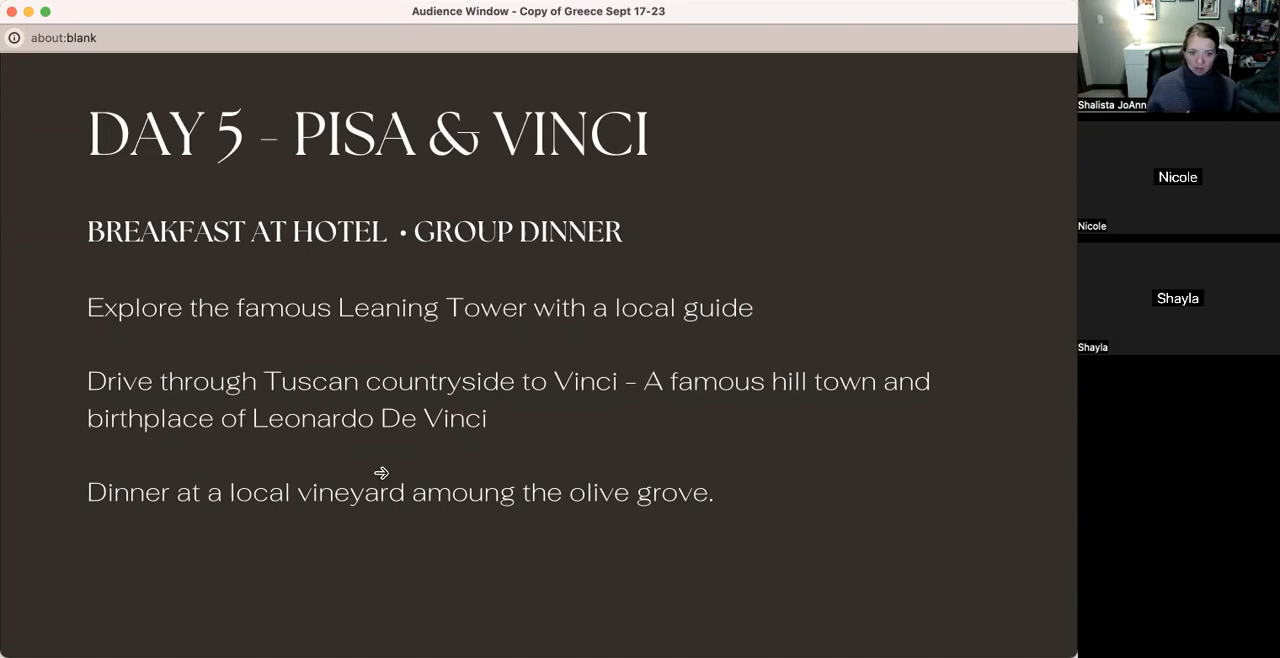 Audience Window - Copy of Greece Sept 17-23
about:blank
DAY 5 - PISA & VINCI
BREAKFAST AT HOTEL • GROUP DINNER
Explore the famous Leaning Tower with a local guide
Drive through Tuscan countryside to Vinci - A famous hill town and
birthplace of Leonardo De Vinci
Dinner at a local vineyard amoung the olive grove.
Shalista JoAnn
Nicole
Nicole
Shayla
Shayla